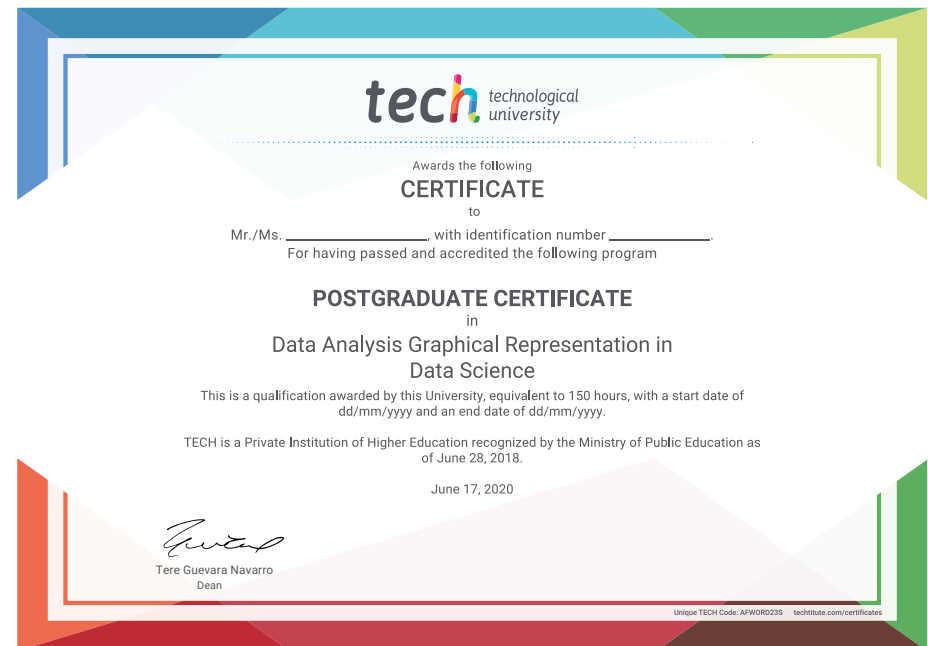 tech technological
university
Awards the following
CERTIFICATE
to
Mr./Ms. ____________________, with identification number ______________.
For having passed and accredited the following program
POSTGRADUATE CERTIFICATE
in
Data Analysis Graphical Representation in
Data Science
This is a qualification awarded by this University, equivalent to 150 hours, with a start date of
dd/mm/yyyy and an end date of dd/mm/yyyy.
TECH is a Private Institution of Higher Education recognized by the Ministry of Public Education as
of June 28, 2018.
June 17, 2020
Tere Guevara Navarro
Dean
Unique TECH Code: AFWORD23S techtitute.com/certificates